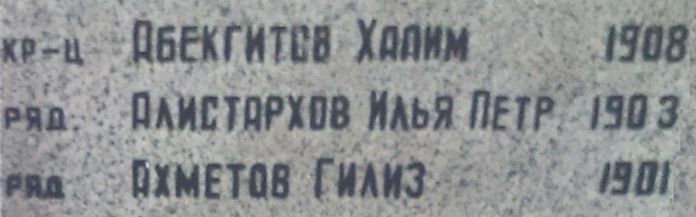 КР-Ц АБЕКГИТОВ ХАЛИМ 1908
РЯД. АЛИСТАРХОВ ИЛЬЯ ПЕТР 1903
РЯД АХМЕТОВ ГИЛИЗ 1901